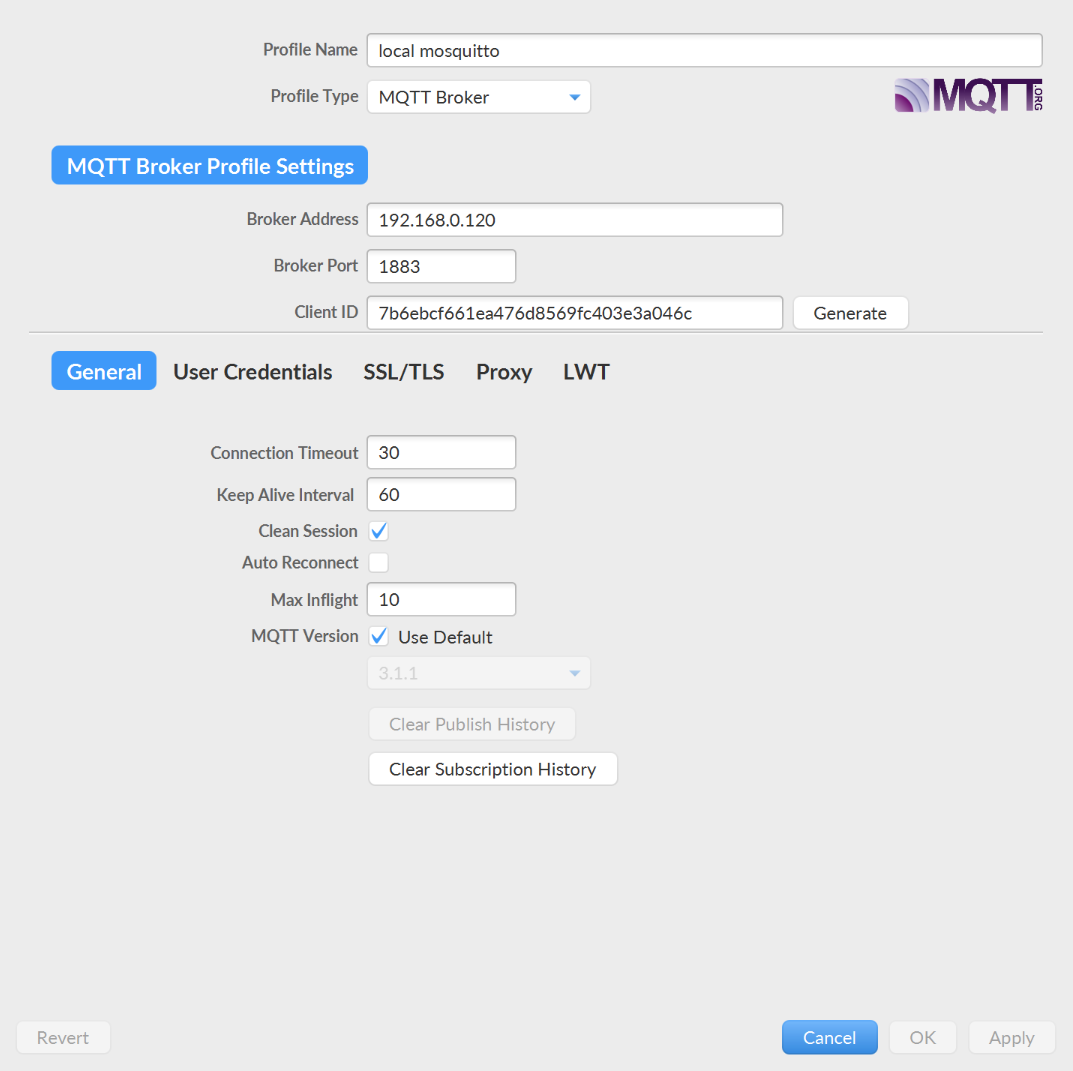 Profile Name local mosquitto
Profile Type MQTT Broker
MQTT.ORG
MQTT Broker Profile Settings
Broker Address 192.168.0.120
Broker Port 1883
Client ID 7b6ebcf661ea476d8569fc403e3a046c Generate
General User Credentials SSL/TLS Proxy LWT
Connection Timeout 30
Keep Alive Interval 60
Clean Session
Auto Reconnect
Max Inflight 10
MQTT Version Use Default
3.1.1
Clear Publish History
Clear Subscription History
Revert Cancel OK Apply